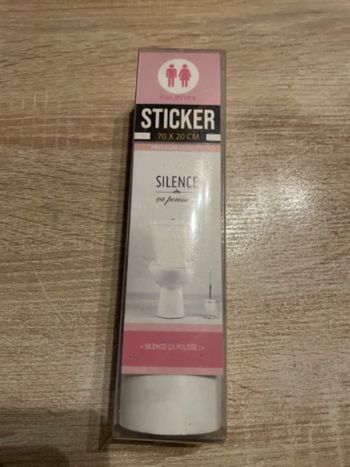 TOILETTES
STICKER
70 X 20 CM
SILENCE
ça pousse
« SILENCE ÇA POUSSE ! »